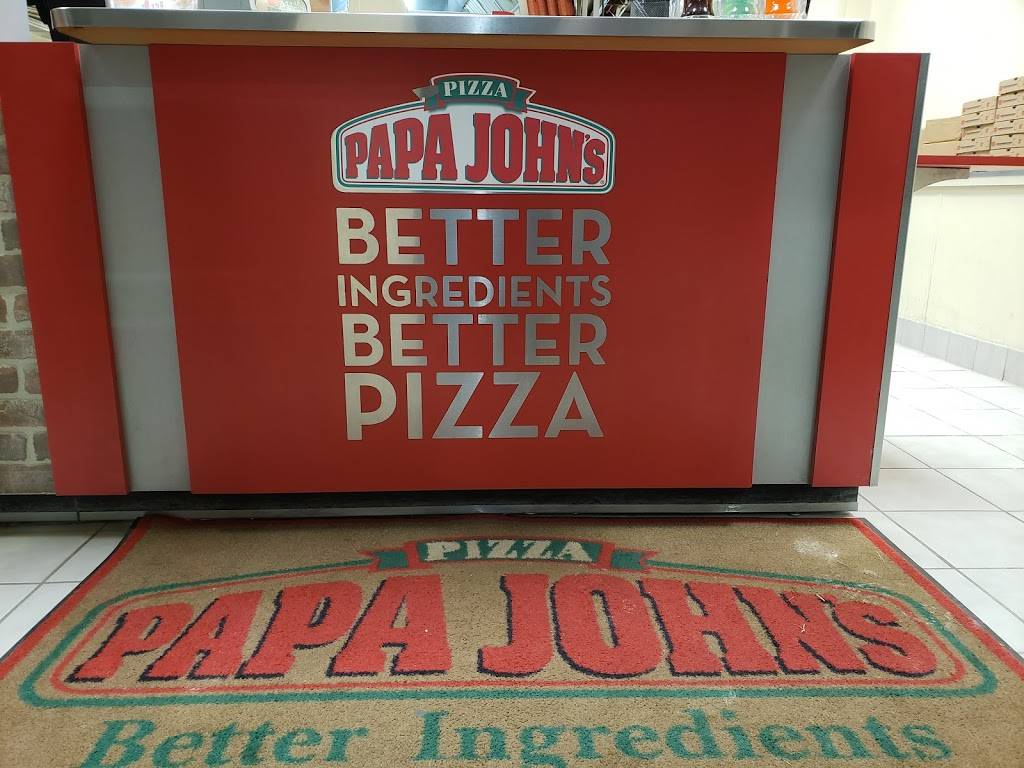 PIZZA
PAPA JOHN'S
BETTER
INGREDIENTS
BETTER
PIZZA
PIZZA
PAPA JOHN'S
Better Ingredients